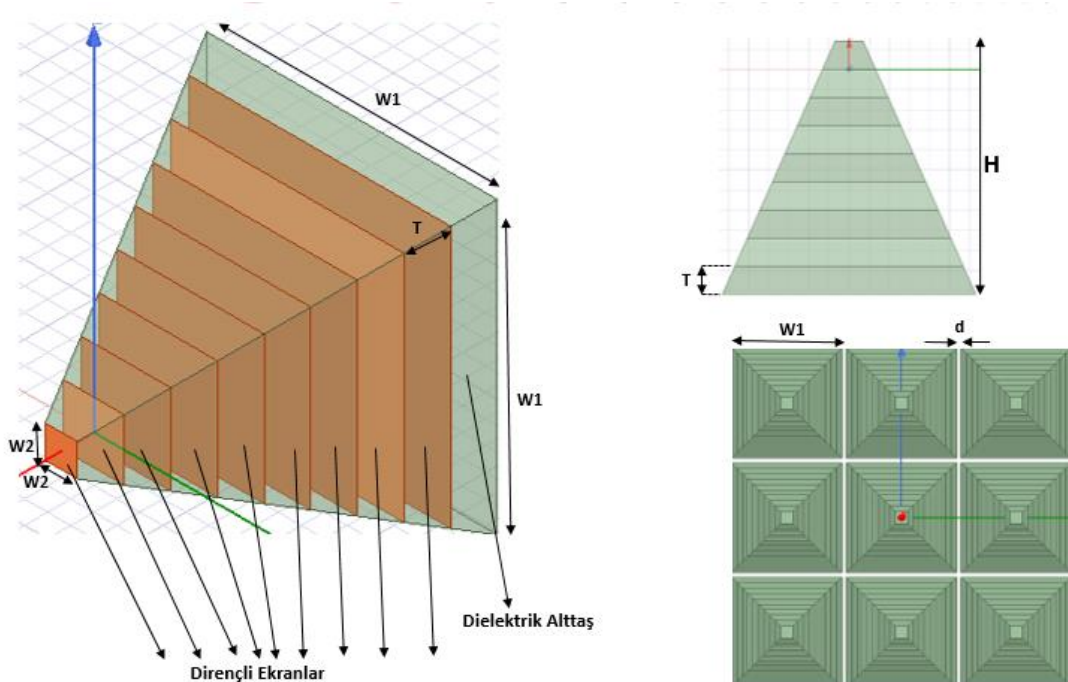 W1
T
W1
W2
W2
Dielektrik Alttaş
Dirençli Ekranlar
H
T
W1
d